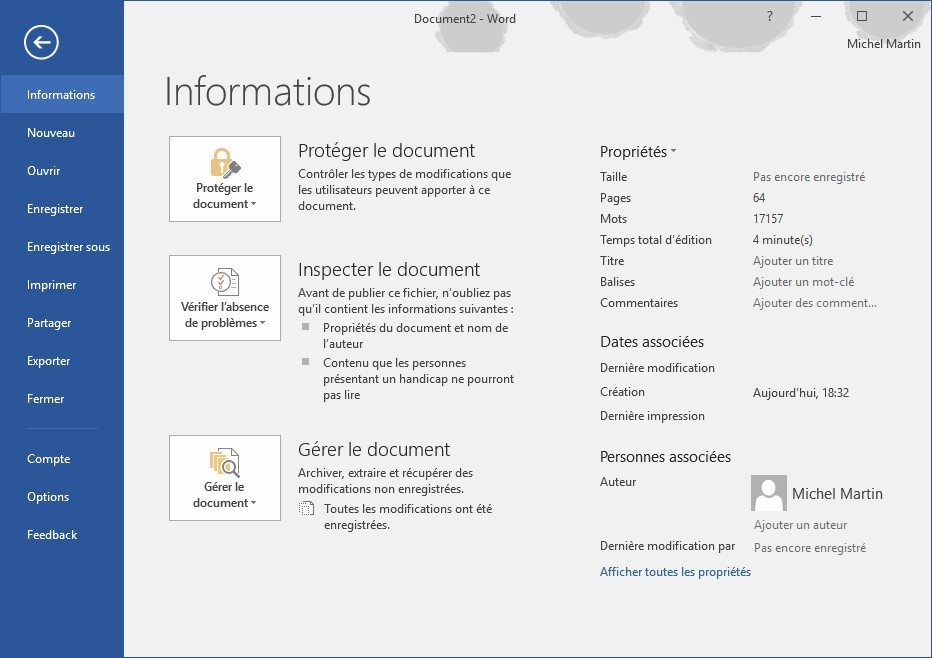 Document2 - Word
?
Michel Martin
Informations
Nouveau
Ouvrir
Enregistrer
Enregistrer sous
Imprimer
Partager
Exporter
Fermer
Compte
Options
Feedback
Informations
Protéger le
document
Protéger le document
Contrôler les types de modifications que
les utilisateurs peuvent apporter à ce
document.
Vérifier l'absence
de problèmes
Inspecter le document
Avant de publier ce fichier, n'oubliez pas
qu'il contient les informations suivantes :
Propriétés du document et nom de
l'auteur
Contenu que les personnes
présentant un handicap ne pourront
pas lire
Gérer le
document
Gérer le document
Archiver, extraire et récupérer des
modifications non enregistrées.
Toutes les modifications ont été
enregistrées.
Propriétés
Taille Pas encore enregistré
Pages 64
Mots 17157
Temps total d'édition 4 minute(s)
Titre Ajouter un titre
Balises Ajouter un mot-clé
Commentaires Ajouter des comment...
Dates associées
Dernière modification
Création Aujourd'hui, 18:32
Dernière impression
Personnes associées
Auteur Michel Martin
Ajouter un auteur
Dernière modification par Pas encore enregistré
Afficher toutes les propriétés